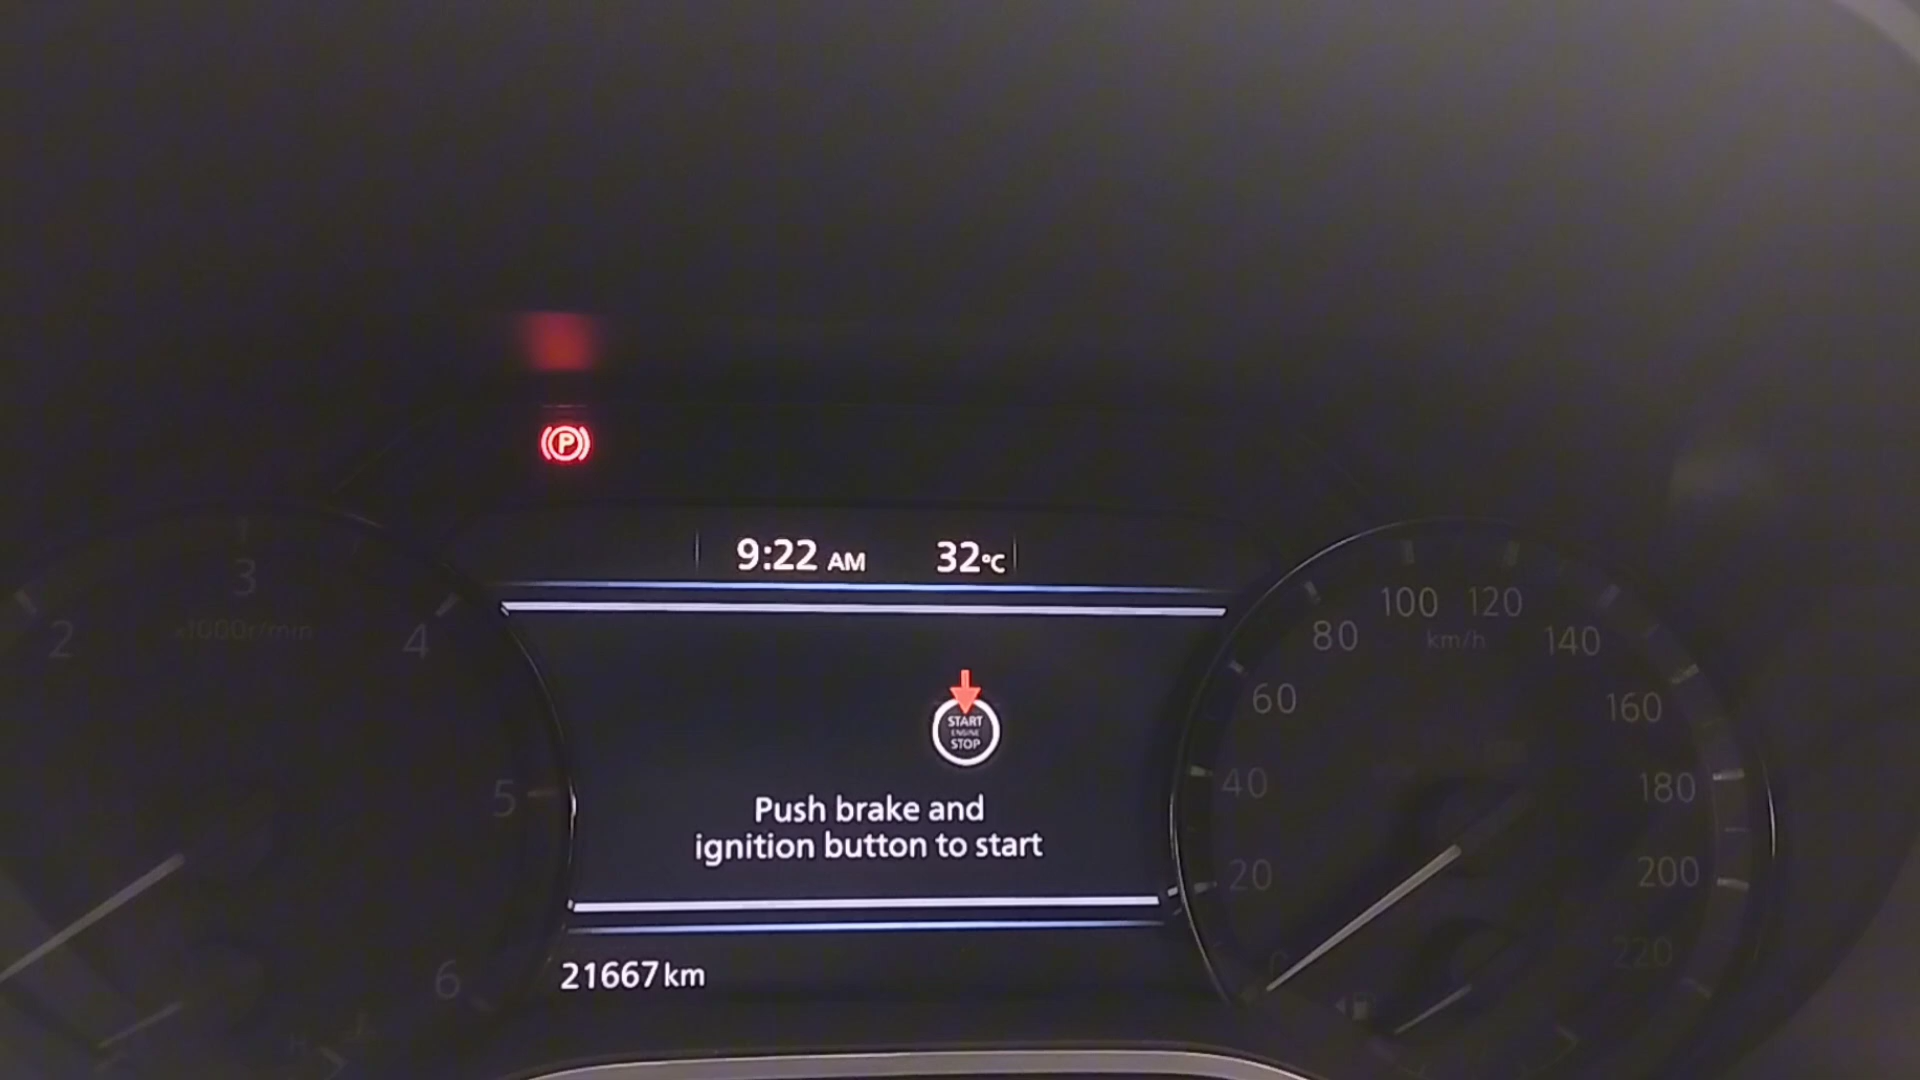 P
9:22 AM 32°C
2
3
x1000r/min
4
5
6
START
ENGINE
STOP
Push brake and
ignition button to start
21667 km
0
20
40
60
80
100
120
km/h
140
160
180
200
220